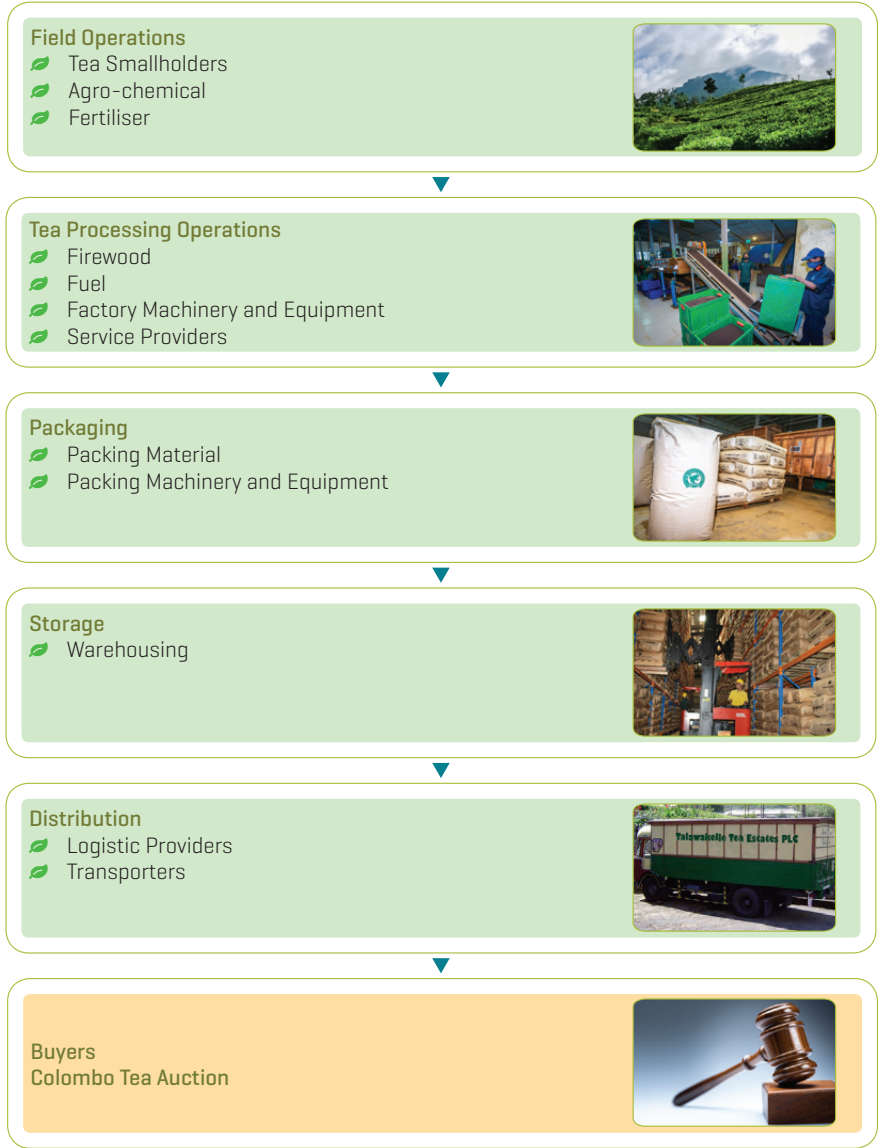 Field Operations
Tea Smallholders
Agro-chemical
Fertiliser
Tea Processing Operations
Firewood
Fuel
Factory Machinery and Equipment
Service Providers
Packaging
Packing Material
Packing Machinery and Equipment
Storage
Warehousing
Distribution
Logistic Providers
Transporters
Talawakelle Tea Estates PLC
Buyers
Colombo Tea Auction